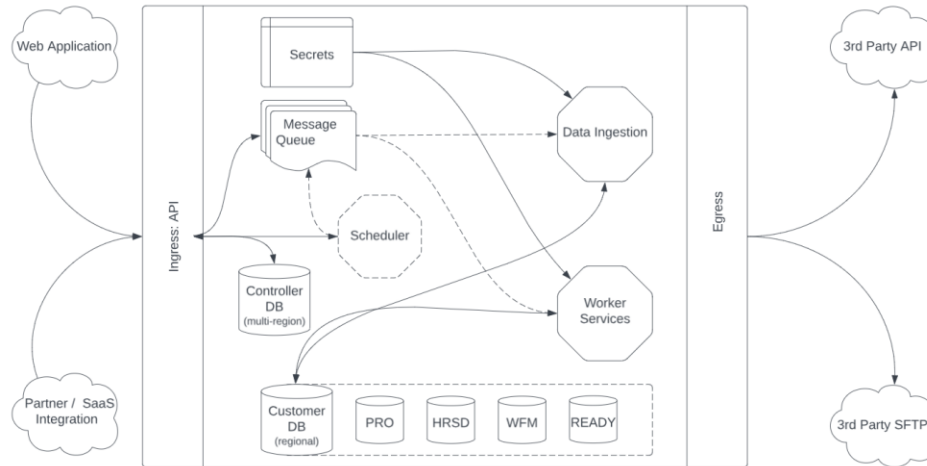 Web Application
Partner / SaaS
Integration
Ingress: API
Secrets
Message
Queue
Scheduler
Controller
DB
(multi-region)
Customer
DB
(regional)
PRO
HRSD
WFM
READY
Data Ingestion
Worker
Services
Egress
3rd Party API
3rd Party SFTP